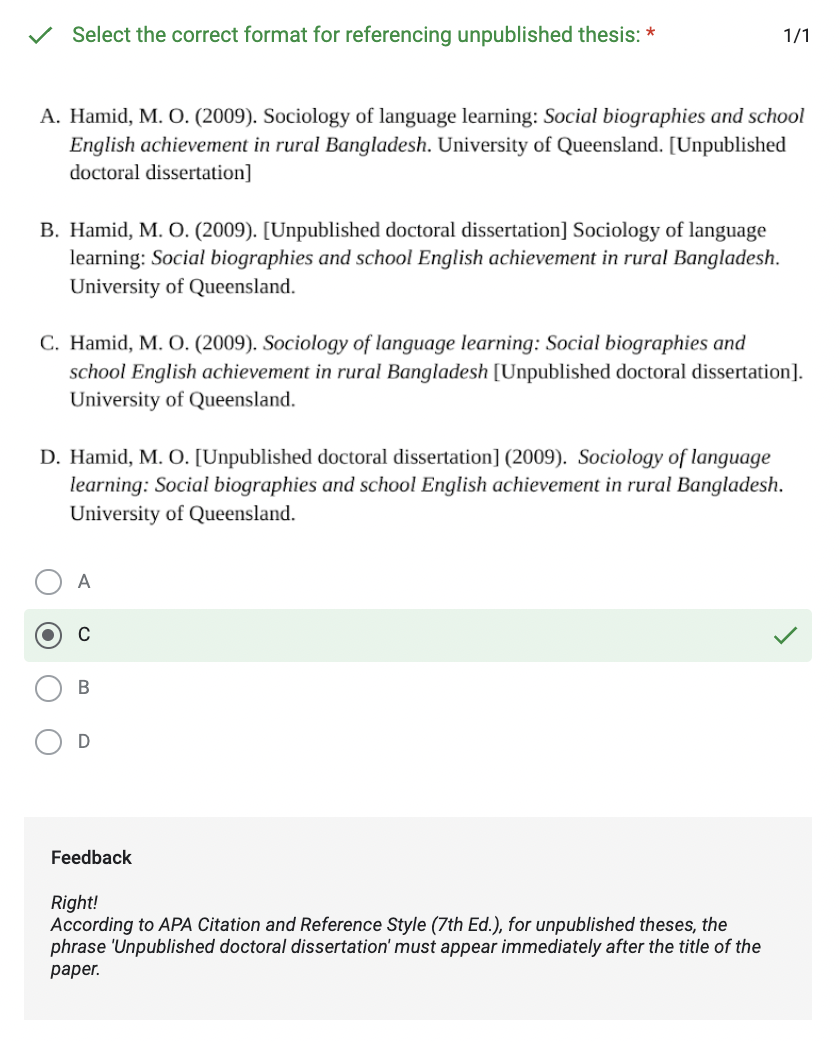 Select the correct format for referencing unpublished thesis: * 1/1
A. Hamid, M. O. (2009). Sociology of language learning: Social biographies and school
English achievement in rural Bangladesh. University of Queensland. [Unpublished
doctoral dissertation]
B. Hamid, M. O. (2009). [Unpublished doctoral dissertation] Sociology of language
learning: Social biographies and school English achievement in rural Bangladesh.
University of Queensland.
C. Hamid, M. O. (2009). Sociology of language learning: Social biographies and
school English achievement in rural Bangladesh [Unpublished doctoral dissertation].
University of Queensland.
D. Hamid, M. O. [Unpublished doctoral dissertation] (2009). Sociology of language
learning: Social biographies and school English achievement in rural Bangladesh.
University of Queensland.
A
C
B
D
Feedback
Right!
According to APA Citation and Reference Style (7th Ed.), for unpublished theses, the
phrase 'Unpublished doctoral dissertation' must appear immediately after the title of the
paper.